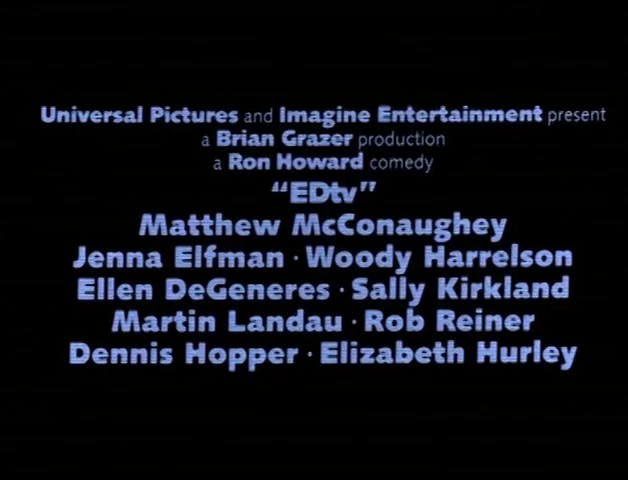 Universal Pictures and Imagine Entertainment present
a Brian Grazer production
a Ron Howard comedy
"EDtv"
Matthew McConaughey
Jenna Elfman · Woody Harrelson
Ellen DeGeneres · Sally Kirkland
Martin Landau · Rob Reiner
Dennis Hopper · Elizabeth Hurley